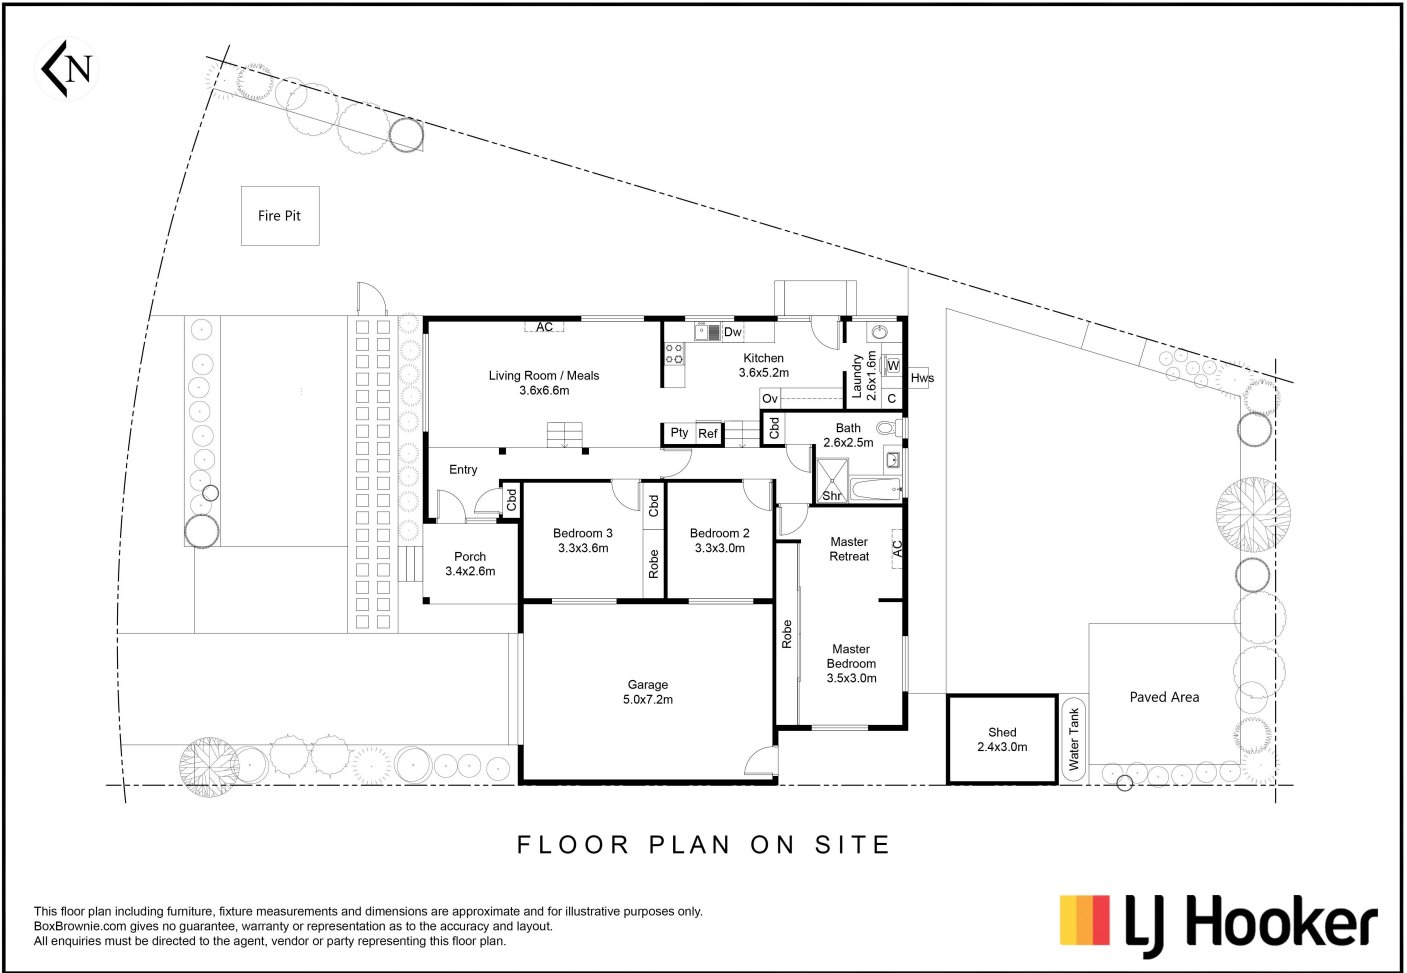 N
Fire Pit
AC
Dw
Kitchen
3.6x5.2m
Living Room / Meals
3.6x6.6m
Laundry
2.6x1.6m
W
Hws
C
Ov
Pty
Ref
Cbd
Bath
2.6x2.5m
Entry
Shr
Cbd
Cbd
Bedroom 3
3.3x3.6m
Robe
Bedroom 2
3.3x3.0m
Master
Retreat
AC
Porch
3.4x2.6m
Robe
Master
Bedroom
3.5x3.0m
Garage
5.0x7.2m
Paved Area
Shed
2.4x3.0m
Water Tank
FLOOR PLAN ON SITE
This floor plan including furniture, fixture measurements and dimensions are approximate and for illustrative purposes only.
BoxBrownie.com gives no guarantee, warranty or representation as to the accuracy and layout.
All enquiries must be directed to the agent, vendor or party representing this floor plan.
LJ Hooker